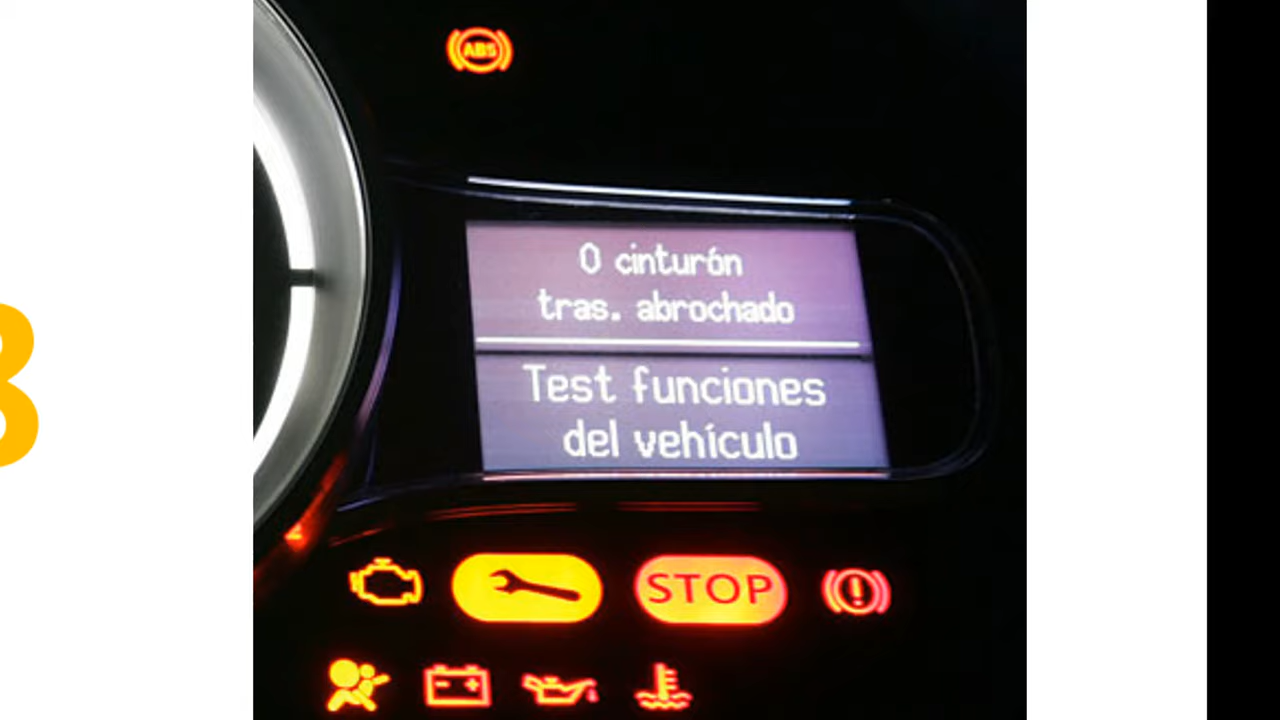 ABS
0 cinturón
tras. abrochado
Test funciones
del vehículo
STOP